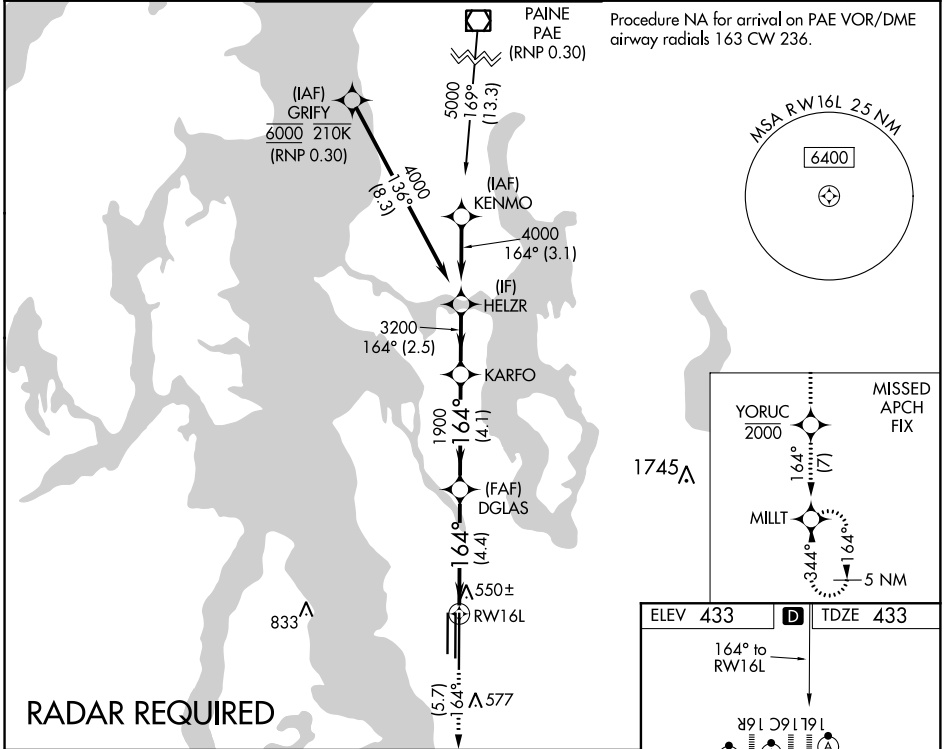 PAINE
PAE
(RNP 0.30)
Procedure NA for arrival on PAE VOR/DME
airway radials 163 CW 236.
(IAF)
GRIFY
6000 210K
(RNP 0.30)
5000
169°
(13.3)
MSA RW16L 25 NM
6400
4000
136°
(8.3)
(IAF)
KENMO
4000
164° (3.1)
(IF)
HELZR
3200
164° (2.5)
KARFO
1900
164°
(4.1)
MISSED
APCH
FIX
YORUC
2000
164°
(7)
1745
(FAF)
DGLAS
MILLT
164°
(4.4)
344°
164°
5 NM
550±
RW16L
833
ELEV 433
D
TDZE 433
164° to
RW16L
(5.7)
164°
577
RADAR REQUIRED
16L
16C
16R
A